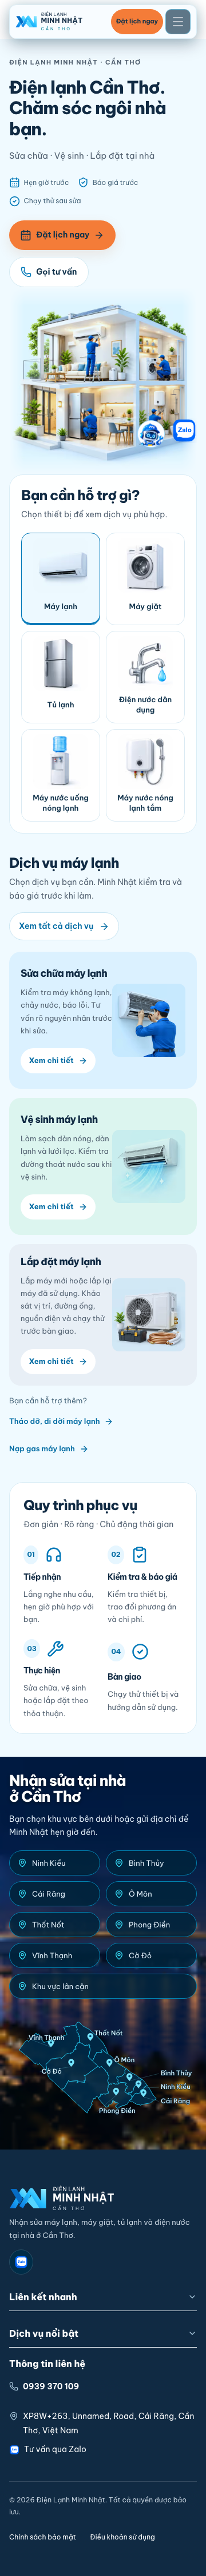 ĐIỆN LẠNH
MINH NHẬT
CẦN THƠ
Đặt lịch ngay
ĐIỆN LẠNH MINH NHẬT · CẦN THƠ
Điện lạnh Cần Thơ.
Chăm sóc ngôi nhà
bạn.
Sửa chữa · Vệ sinh · Lắp đặt tại nhà
Hẹn giờ trước
Báo giá trước
Chạy thử sau sửa
Đặt lịch ngay
Gọi tư vấn
Zalo
Bạn cần hỗ trợ gì?
Chọn thiết bị để xem dịch vụ phù hợp.
Máy lạnh
Máy giặt
Tủ lạnh
Điện nước dân
dụng
Máy nước uống
nóng lạnh
Máy nước nóng
lạnh tắm
Dịch vụ máy lạnh
Chọn dịch vụ bạn cần. Minh Nhật kiểm tra và
báo giá trước khi làm.
Xem tất cả dịch vụ
Sửa chữa máy lạnh
Kiểm tra máy không lạnh,
chảy nước, báo lỗi. Tư
vấn rõ nguyên nhân trước
khi sửa.
Xem chi tiết
Vệ sinh máy lạnh
Làm sạch dàn nóng, dàn
lạnh và lưới lọc. Kiểm tra
đường thoát nước sau khi
vệ sinh.
Xem chi tiết
Lắp đặt máy lạnh
Lắp máy mới hoặc lắp lại
máy đã sử dụng. Khảo
sát vị trí, đường ống,
nguồn điện và chạy thử
trước bàn giao.
Xem chi tiết
Bạn cần hỗ trợ thêm?
Tháo dỡ, di dời máy lạnh
Nạp gas máy lạnh
Quy trình phục vụ
Đơn giản · Rõ ràng · Chủ động thời gian
01
Tiếp nhận
Lắng nghe nhu cầu,
hẹn giờ phù hợp với
bạn.
02
Kiểm tra & báo giá
Kiểm tra thiết bị,
trao đổi phương án
và chi phí.
03
Thực hiện
Sửa chữa, vệ sinh
hoặc lắp đặt theo
thỏa thuận.
04
Bàn giao
Chạy thử thiết bị và
hướng dẫn sử dụng.
Nhận sửa tại nhà
ở Cần Thơ
Bạn chọn khu vực bên dưới hoặc gửi địa chỉ để
Minh Nhật hẹn giờ đến.
Ninh Kiều
Bình Thủy
Cái Răng
Ô Môn
Thốt Nốt
Phong Điền
Vĩnh Thạnh
Cờ Đỏ
Khu vực lân cận
Vĩnh Thạnh
Thốt Nốt
Cờ Đỏ
Ô Môn
Bình Thủy
Ninh Kiều
Cái Răng
Phong Điền
ĐIỆN LẠNH
MINH NHẬT
CẦN THƠ
Nhận sửa máy lạnh, máy giặt, tủ lạnh và điện nước
tại nhà ở Cần Thơ.
Zalo
Liên kết nhanh
Dịch vụ nổi bật
Thông tin liên hệ
0939 370 109
XP8W+263, Unnamed, Road, Cái Răng, Cần
Thơ, Việt Nam
Tư vấn qua Zalo
© 2026 Điện Lạnh Minh Nhật. Tất cả quyền được bảo
lưu.
Chính sách bảo mật
Điều khoản sử dụng